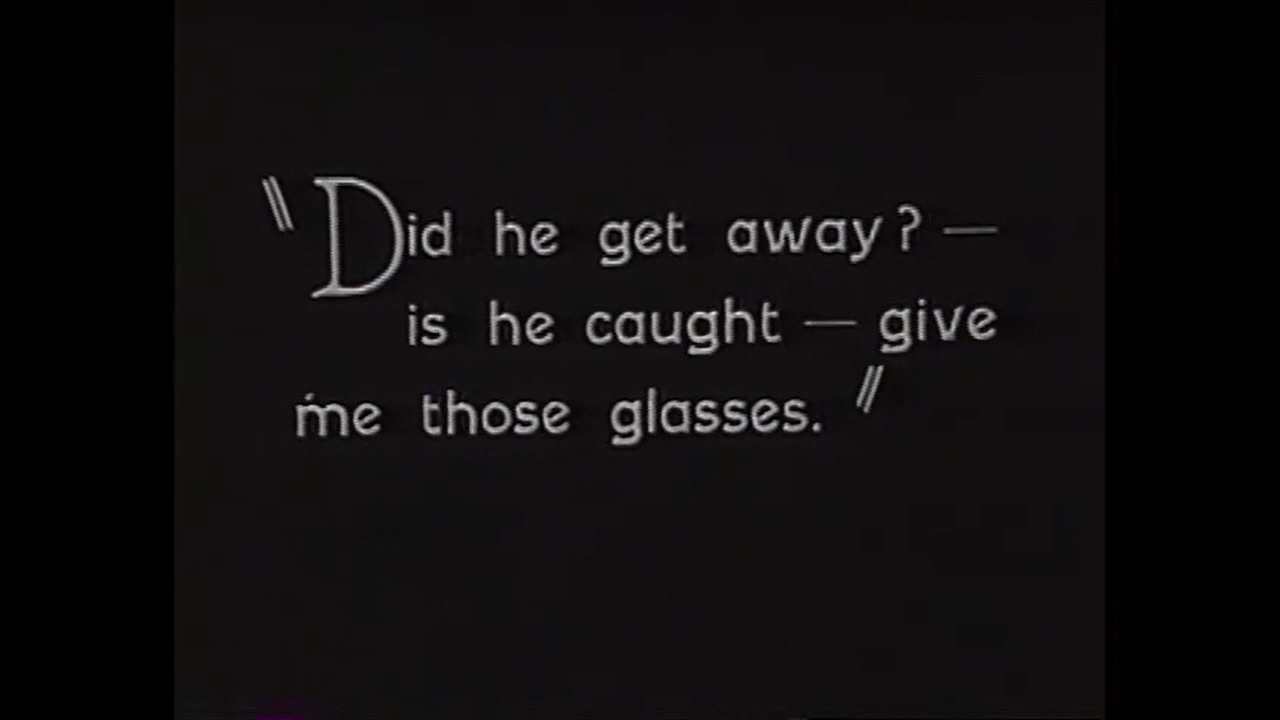 "Did he get away? —
is he caught — give
me those glasses."